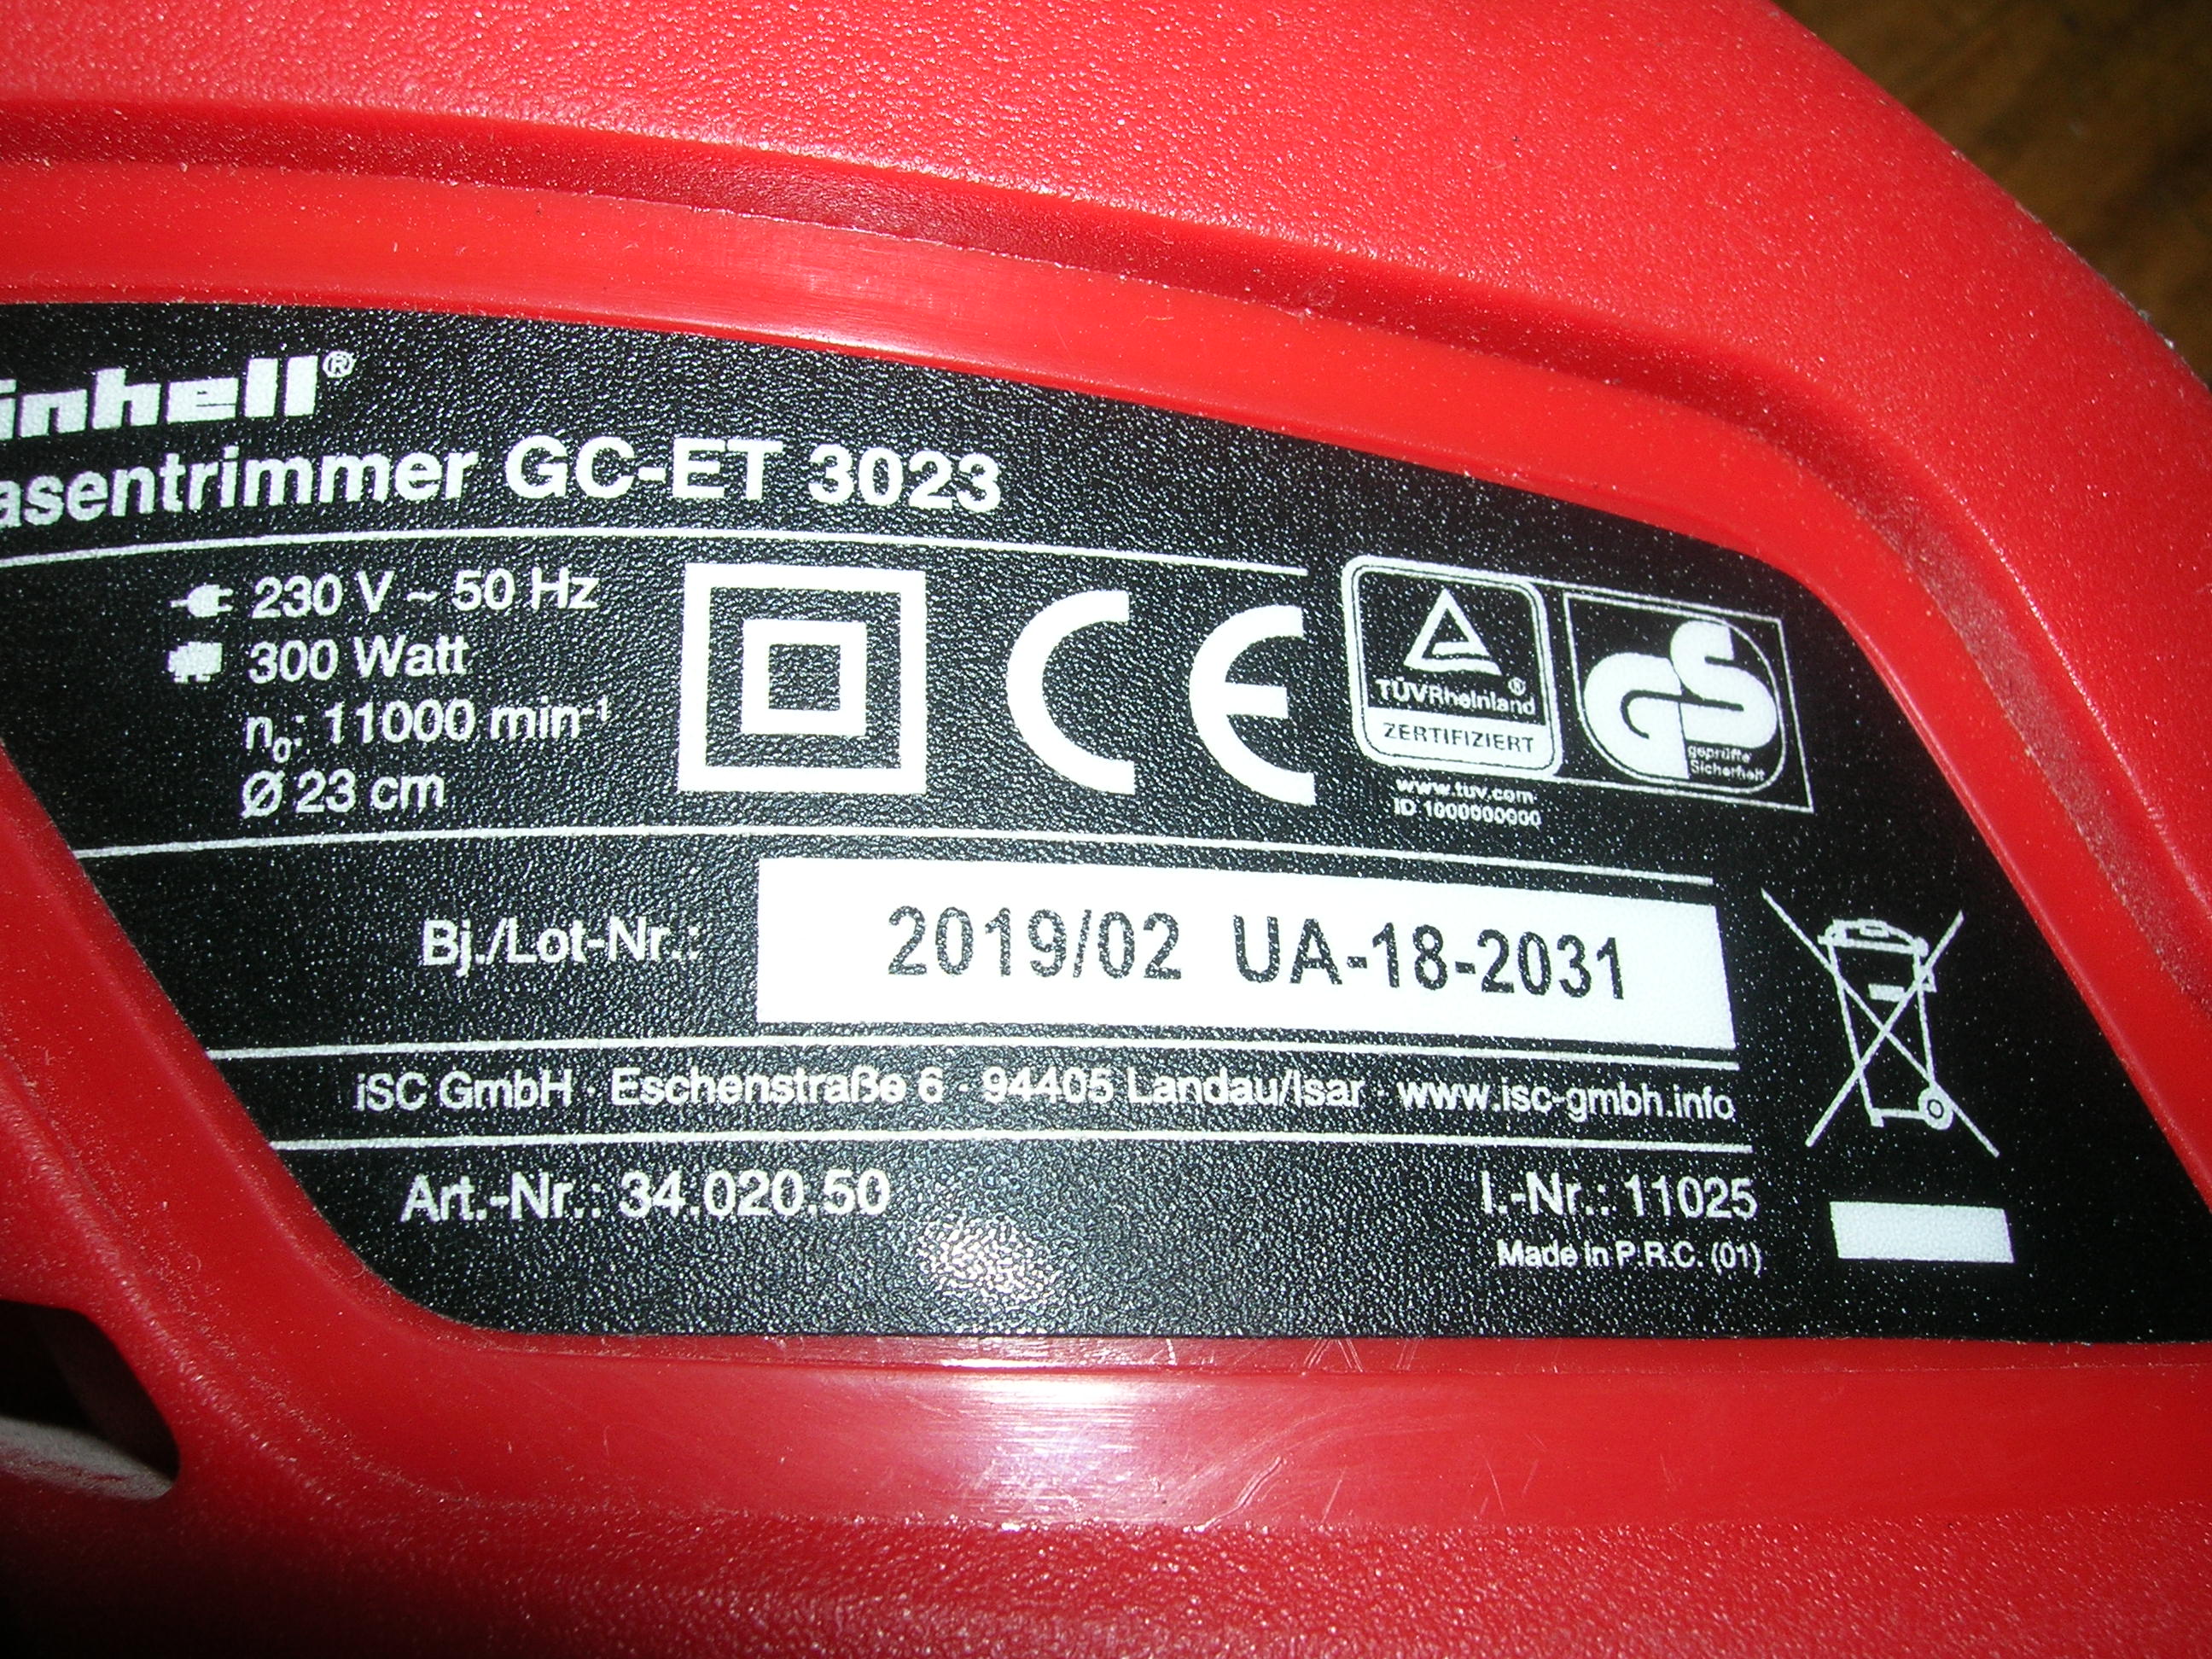 inhell®
asentrimmer GC-ET 3023
230 V ~ 50 Hz
300 Watt
n₀: 11000 min⁻¹
Ø 23 cm
CE
TÜVRheinland®
ZERTIFIZIERT
www.tuv.com
ID 1000000000
GS
geprüfte
Sicherheit
Bj./Lot-Nr.: 2019/02 UA-18-2031
iSC GmbH · Eschenstraße 6 · 94405 Landau/Isar · www.isc-gmbh.info
Art.-Nr.: 34.020.50 I.-Nr.: 11025
Made in P.R.C. (01)